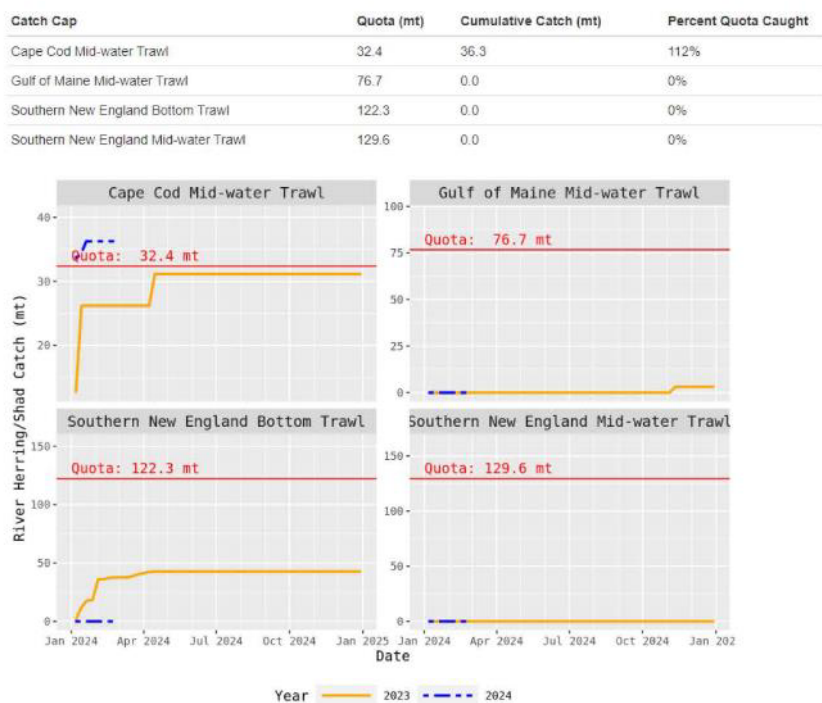 Catch Cap Quota (mt) Cumulative Catch (mt) Percent Quota Caught
Cape Cod Mid-water Trawl 32.4 36.3 112%
Gulf of Maine Mid-water Trawl 76.7 0.0 0%
Southern New England Bottom Trawl 122.3 0.0 0%
Southern New England Mid-water Trawl 129.6 0.0 0%
River Herring/Shad Catch (mt)
Cape Cod Mid-water Trawl
40
30
20
Quota: 32.4 mt
Gulf of Maine Mid-water Trawl
100
75
50
25
0
Quota: 76.7 mt
Southern New England Bottom Trawl
150
100
50
0
Quota: 122.3 mt
Southern New England Mid-water Trawl
150
100
50
0
Quota: 129.6 mt
Jan 2024 Apr 2024 Jul 2024 Oct 2024 Jan 2025
Jan 2024 Apr 2024 Jul 2024 Oct 2024 Jan 202
Date
Year 2023 2024